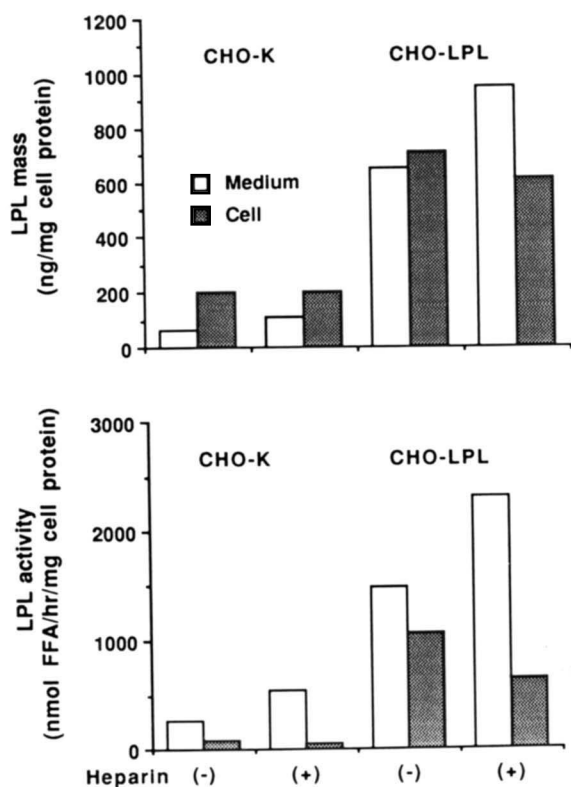 1200
1000
800
600
400
200
0
LPL mass
(ng/mg cell protein)
CHO-K
CHO-LPL
Medium
Cell
3000
2000
1000
0
LPL activity
(nmol FFA/hr/mg cell protein)
CHO-K
CHO-LPL
Heparin (-) (+) (-) (+)